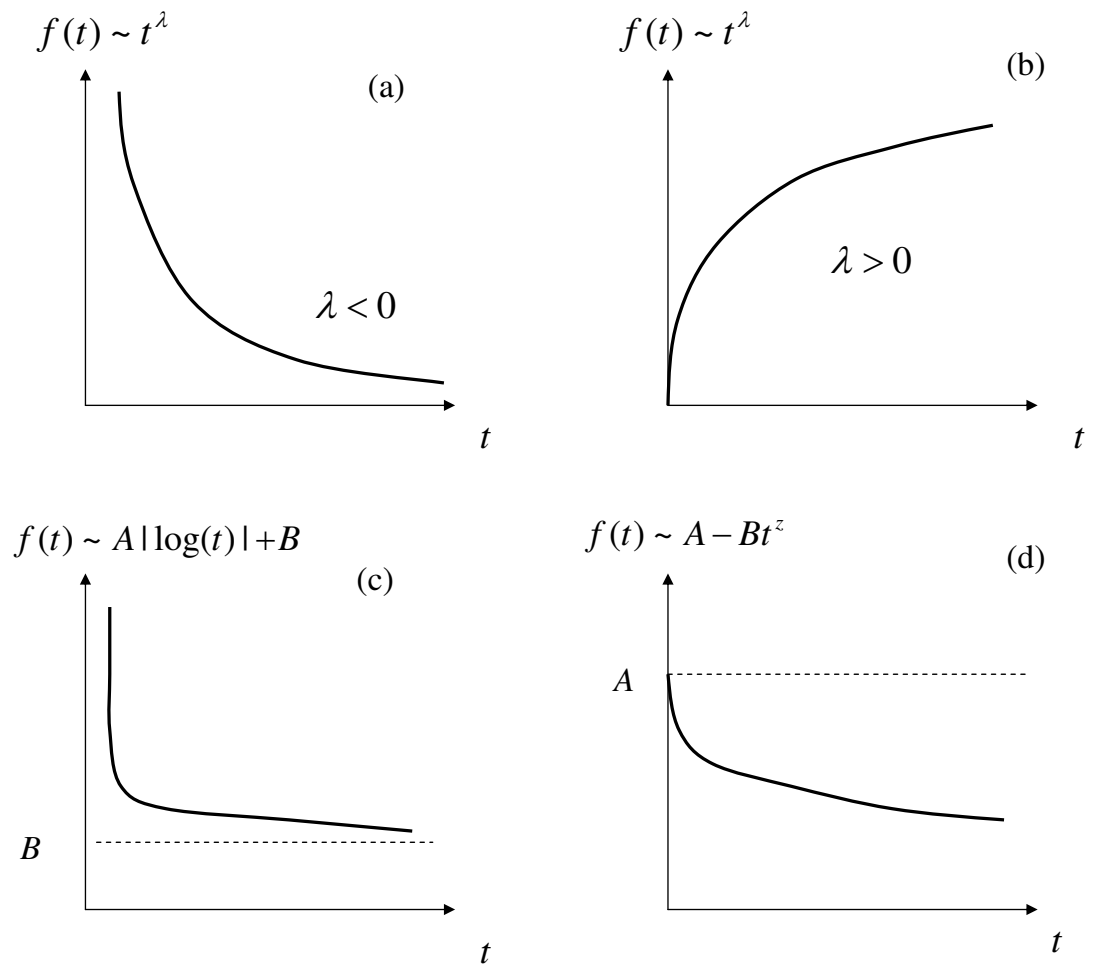 f(t) ~ t^λ
(a)
λ < 0
t
f(t) ~ t^λ
(b)
λ > 0
t
f(t) ~ A|log(t)|+B
(c)
B
t
f(t) ~ A − Bt^z
(d)
A
t